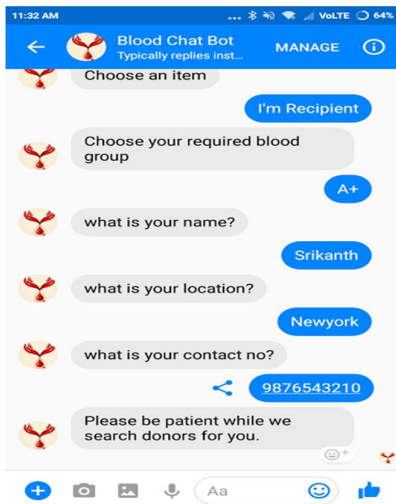 11:32 AM ... VoLTE 64%
Blood Chat Bot
Typically replies inst...
MANAGE
Choose an item
I'm Recipient
Choose your required blood
group
A+
what is your name?
Srikanth
what is your location?
Newyork
what is your contact no?
9876543210
Please be patient while we
search donors for you.
Aa